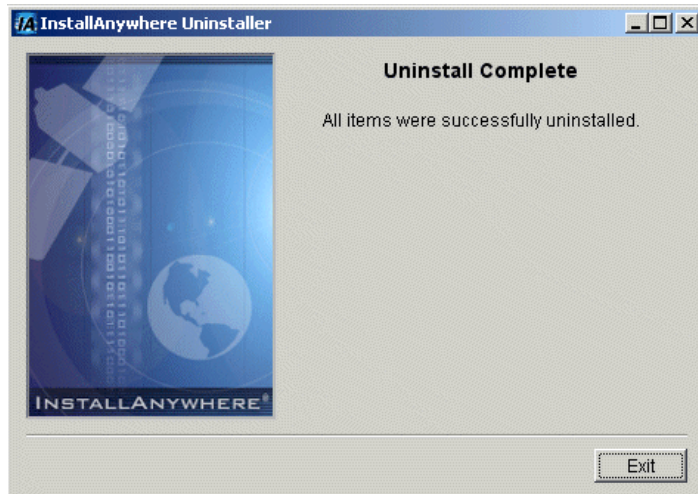 InstallAnywhere Uninstaller
Uninstall Complete
All items were successfully uninstalled.
INSTALLANYWHERE®
Exit